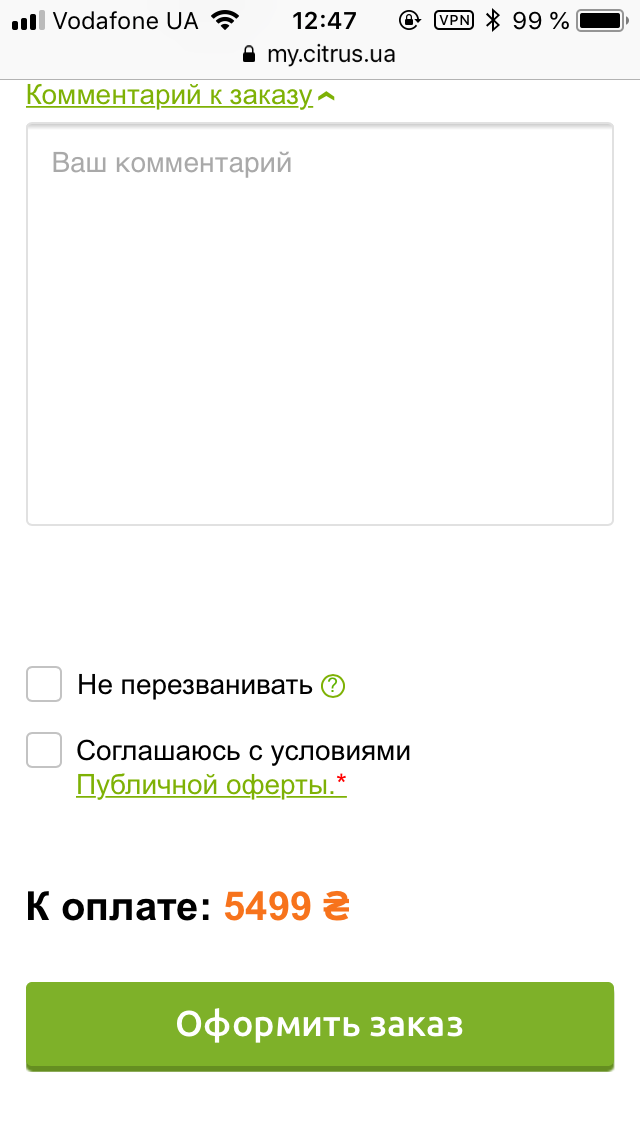 Vodafone UA 12:47 VPN 99 %
my.citrus.ua
Комментарий к заказу
Ваш комментарий
Не перезванивать ?
Соглашаюсь с условиями
Публичной оферты.*
К оплате: 5499 ₴
Оформить заказ